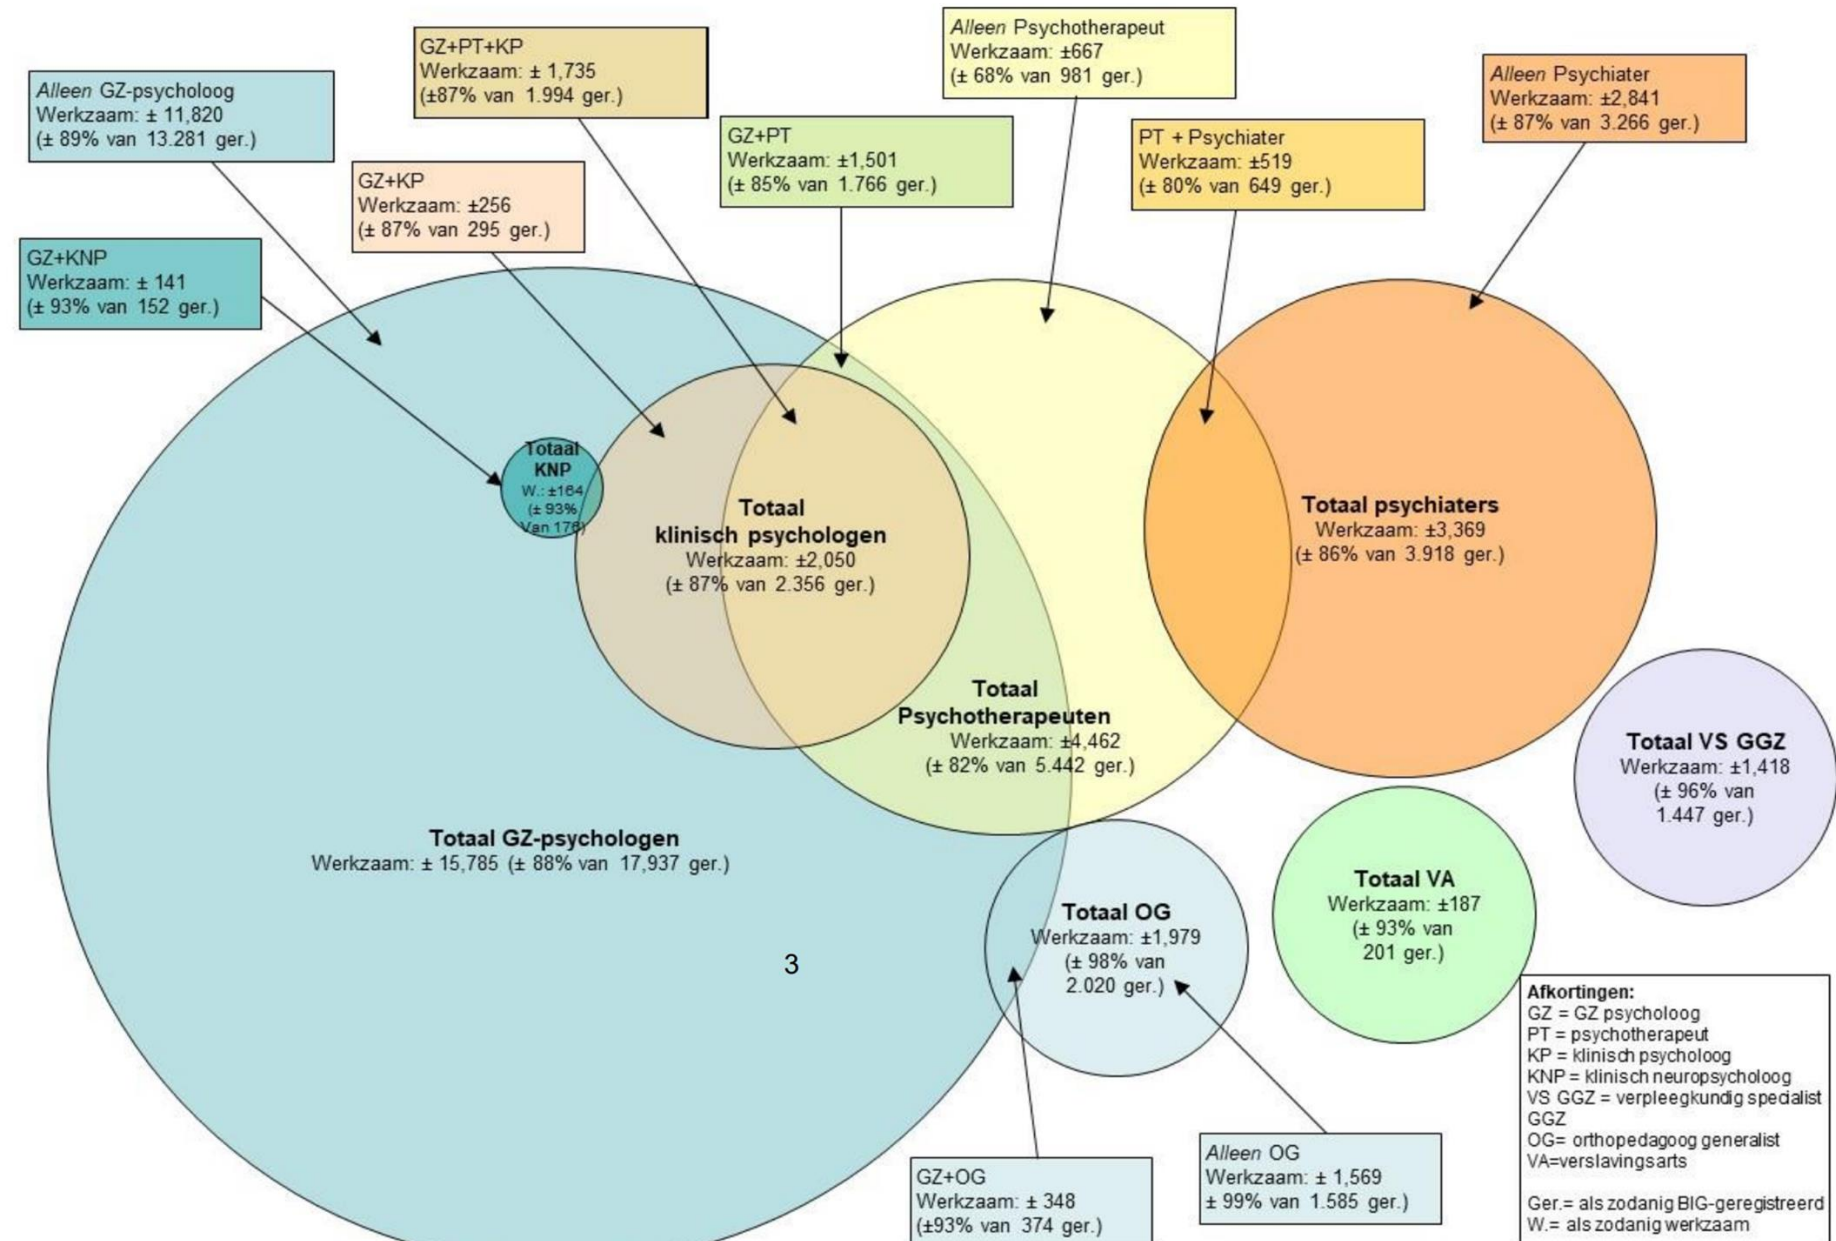 Alleen GZ-psycholoog
Werkzaam: ± 11,820
(± 89% van 13.281 ger.)
GZ+PT+KP
Werkzaam: ± 1,735
(±87% van 1.994 ger.)
Alleen Psychotherapeut
Werkzaam: ±667
(± 68% van 981 ger.)
Alleen Psychiater
Werkzaam: ±2,841
(± 87% van 3.266 ger.)
GZ+KP
Werkzaam: ±256
(± 87% van 295 ger.)
GZ+PT
Werkzaam: ±1,501
(± 85% van 1.766 ger.)
PT + Psychiater
Werkzaam: ±519
(± 80% van 649 ger.)
GZ+KNP
Werkzaam: ± 141
(± 93% van 152 ger.)
Totaal
KNP
W.: ±164
(± 93%
Van 176)
Totaal
klinisch psychologen
Werkzaam: ±2,050
(± 87% van 2.356 ger.)
Totaal psychiaters
Werkzaam: ±3,369
(± 86% van 3.918 ger.)
Totaal
Psychotherapeuten
Werkzaam: ±4,462
(± 82% van 5.442 ger.)
Totaal VS GGZ
Werkzaam: ±1,418
(± 96% van
1.447 ger.)
Totaal GZ-psychologen
Werkzaam: ± 15,785 (± 88% van 17,937 ger.)
Totaal VA
Werkzaam: ±187
(± 93% van
201 ger.)
Totaal OG
Werkzaam: ±1,979
(± 98% van
2.020 ger.)
3
GZ+OG
Werkzaam: ± 348
(±93% van 374 ger.)
Alleen OG
Werkzaam: ± 1,569
± 99% van 1.585 ger.)
Afkortingen:
GZ = GZ psycholoog
PT = psychotherapeut
KP = klinisch psycholoog
KNP = klinisch neuropsycholoog
VS GGZ = verpleegkundig specialist
GGZ
OG= orthopedagoog generalist
VA=verslavingsarts
Ger.= als zodanig BIG-geregistreerd
W.= als zodanig werkzaam